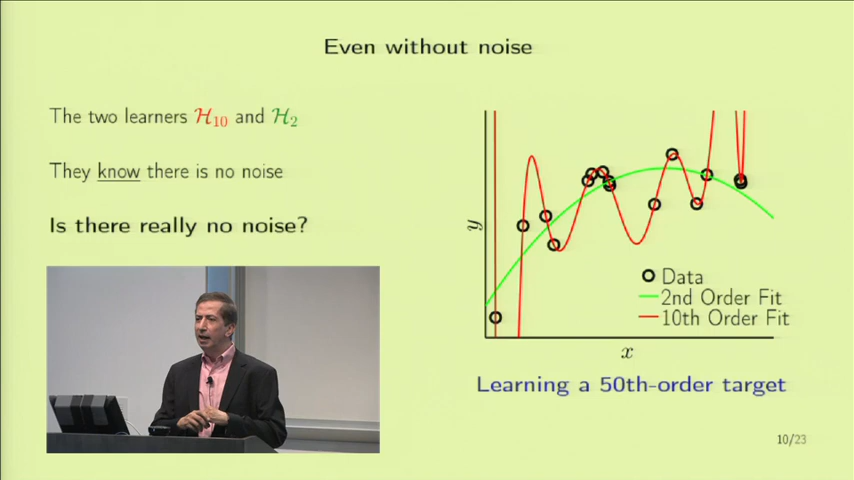 Even without noise
The two learners H10 and H2
They know there is no noise
Is there really no noise?
y
Data
2nd Order Fit
10th Order Fit
x
Learning a 50th-order target
10/23